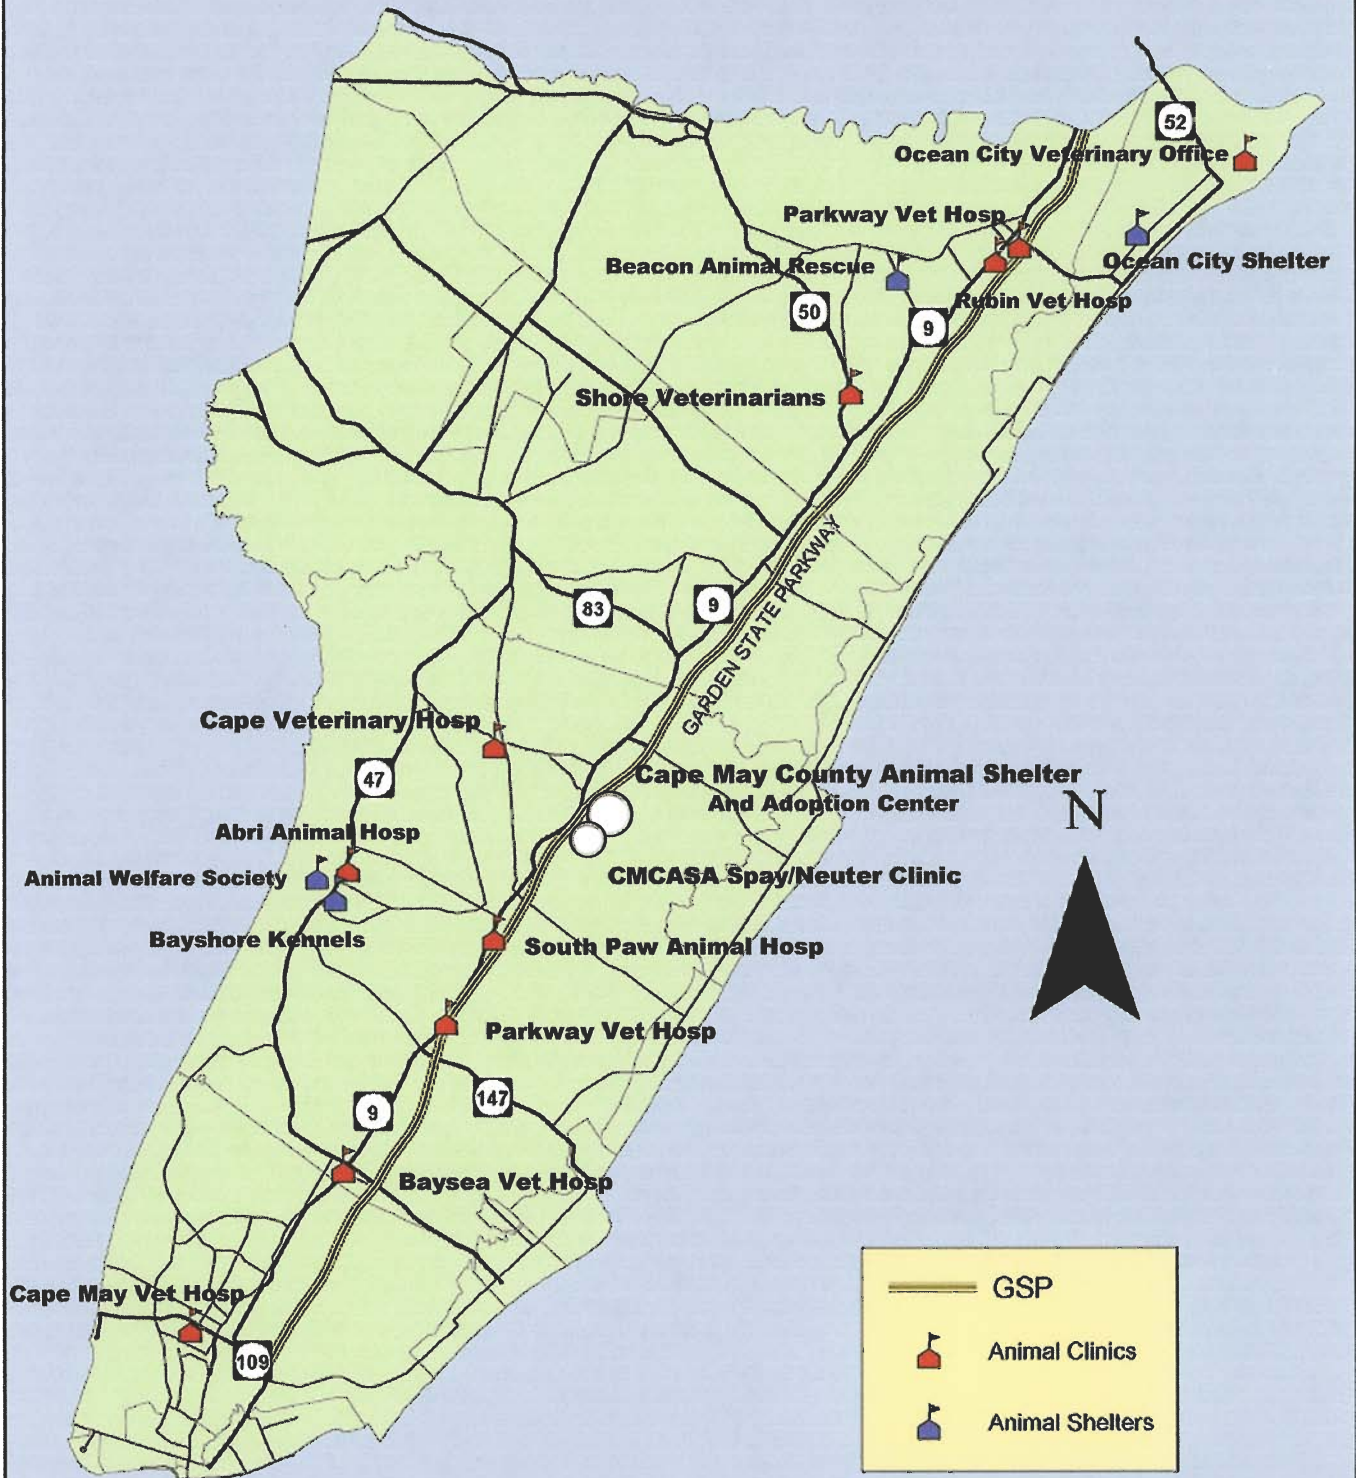 52
Ocean City Veterinary Office
Parkway Vet Hosp
Ocean City Shelter
Beacon Animal Rescue
Rubin Vet Hosp
50
9
Shore Veterinarians
GARDEN STATE PARKWAY
83
9
Cape Veterinary Hosp
47
Cape May County Animal Shelter
And Adoption Center
N
Abri Animal Hosp
Animal Welfare Society
CMCASA Spay/Neuter Clinic
Bayshore Kennels
South Paw Animal Hosp
Parkway Vet Hosp
147
9
Baysea Vet Hosp
Cape May Vet Hosp
109
GSP
Animal Clinics
Animal Shelters